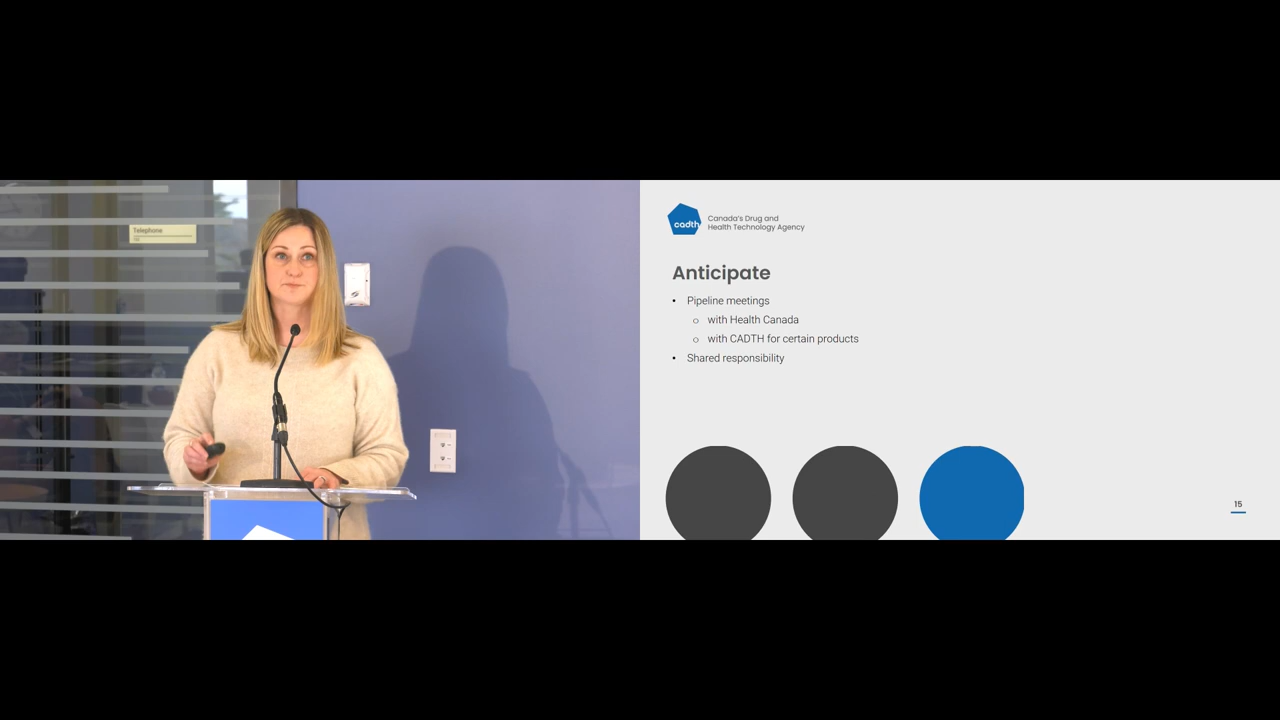 Telephone
cadth
Canada's Drug and
Health Technology Agency
Anticipate
• Pipeline meetings
o with Health Canada
o with CADTH for certain products
• Shared responsibility
15